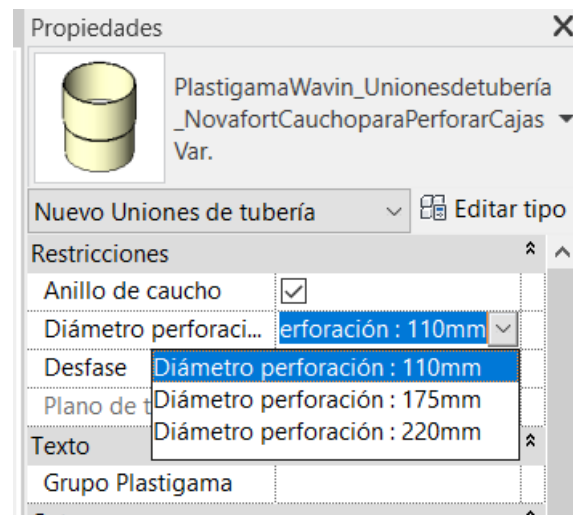 Propiedades
PlastigamaWavin_Unionesdetubería
_NovafortCauchoparaPerforarCajas
Var.
Nuevo Uniones de tubería
Editar tipo
Restricciones
Anillo de caucho
Diámetro perforaci... erforación : 110mm
Desfase
Diámetro perforación : 110mm
Plano de t
Diámetro perforación : 175mm
Diámetro perforación : 220mm
Texto
Grupo Plastigama